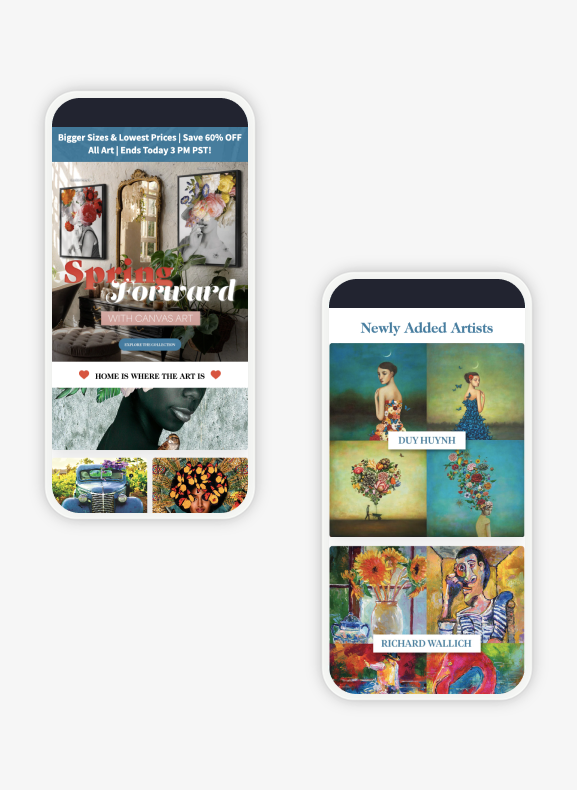 Bigger Sizes & Lowest Prices | Save 60% OFF
All Art | Ends Today 3 PM PST!
Spring
Forward
WITH CANVAS ART
EXPLORE THE COLLECTION
HOME IS WHERE THE ART IS
Newly Added Artists
DUY HUYNH
RICHARD WALLICH